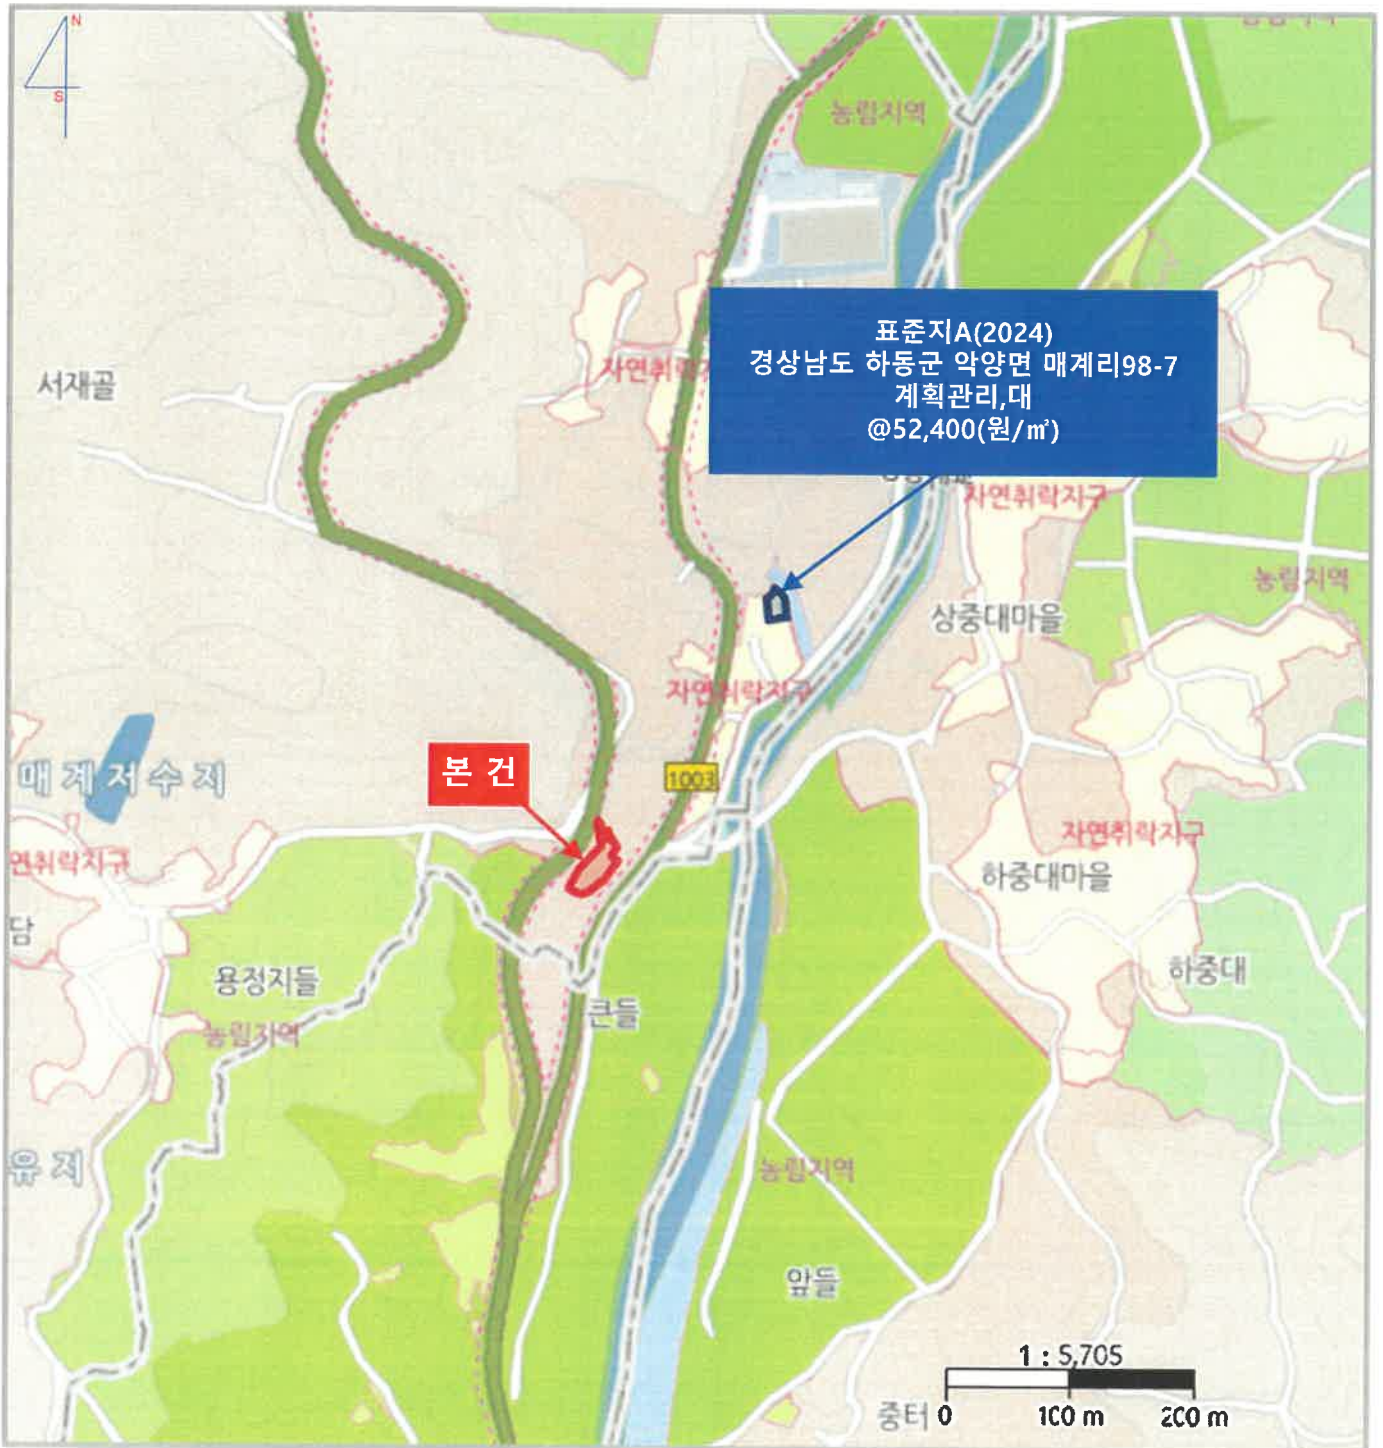 N
S
농림지역
표준지A(2024)
경상남도 하동군 악양면 매계리98-7
계획관리,대
@52,400(원/㎡)
서재골
자연취락지
자연취락지구
농림지역
상중대마을
자연취락지구
본 건
1003
매계저수지
자연취락지구
연취락지구
하중대마을
담
용정지들
하중대
농림지역
큰들
유지
농림지역
앞들
1 : 5,705
중터
0 100 m 200 m